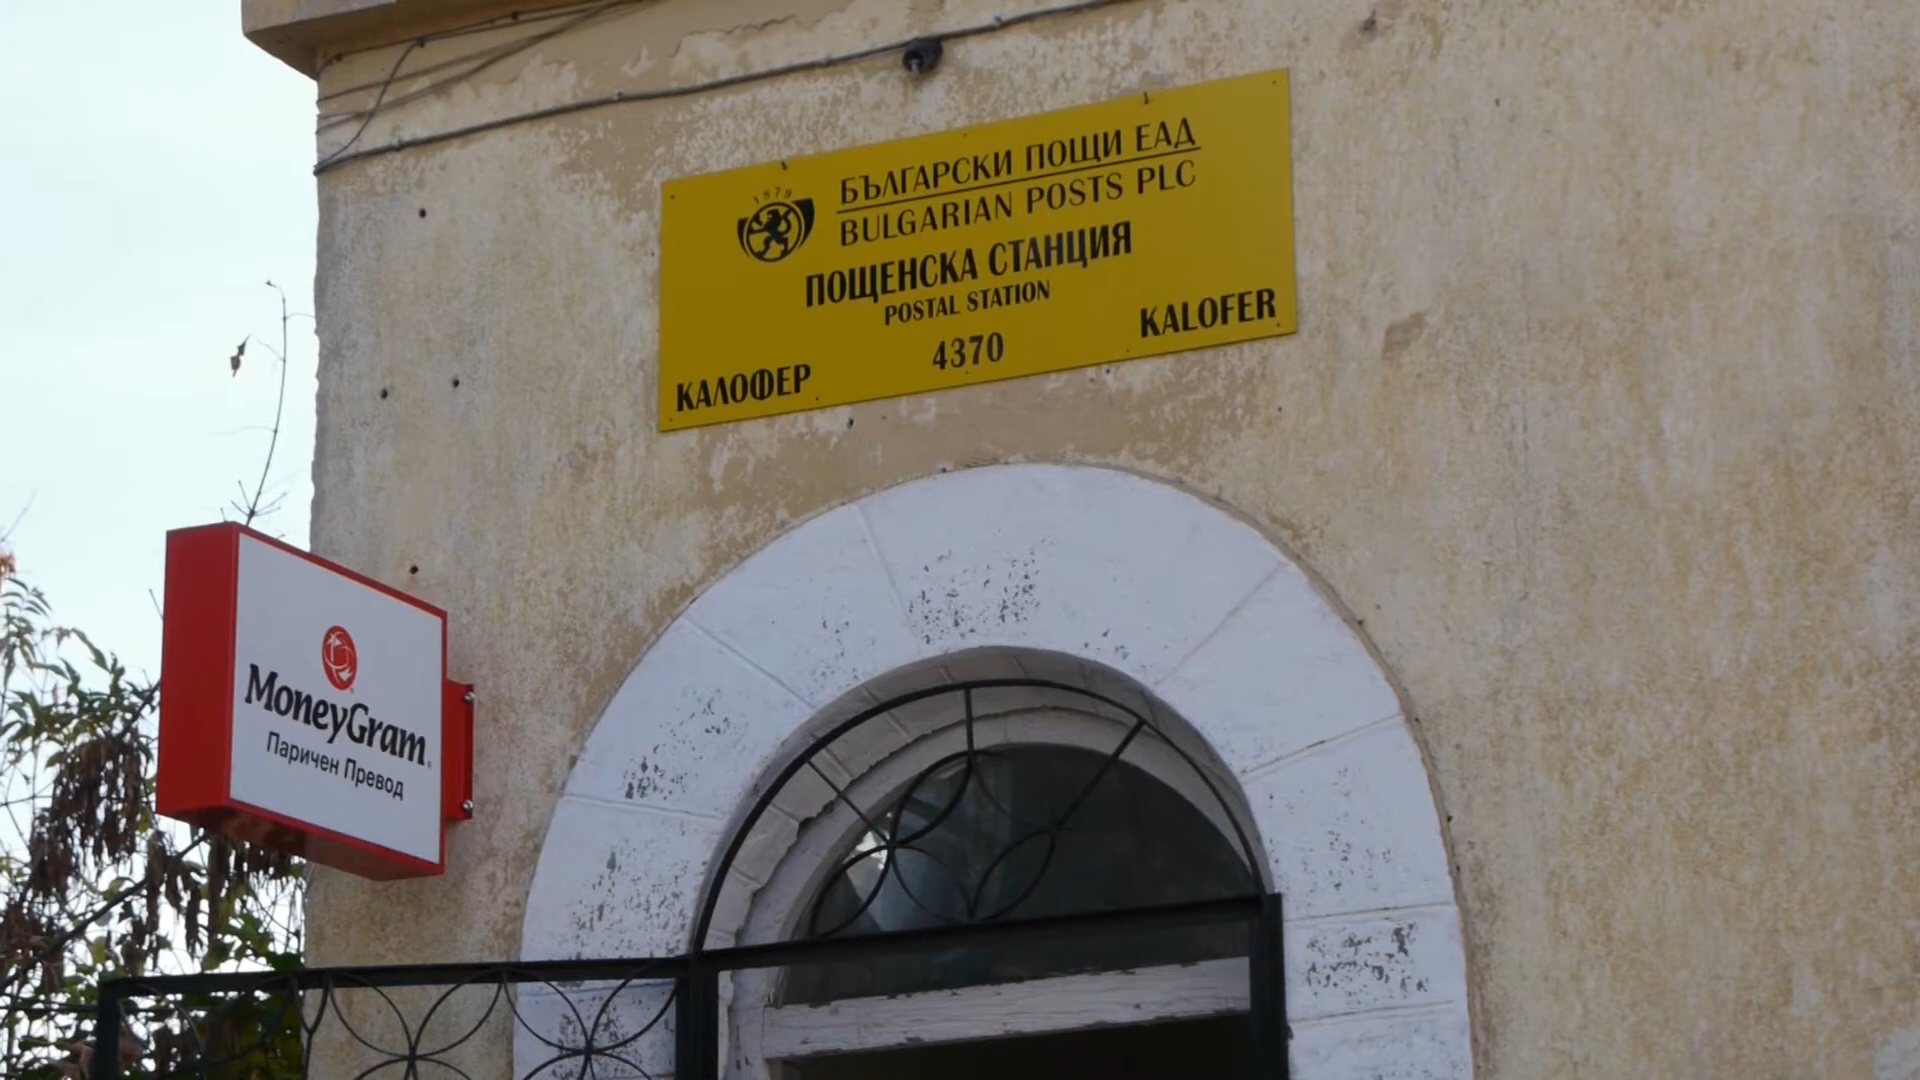 1879
БЪЛГАРСКИ ПОЩИ ЕАД
BULGARIAN POSTS PLC
ПОЩЕНСКА СТАНЦИЯ
POSTAL STATION
4370
КАЛОФЕР
KALOFER
MoneyGram
Паричен Превод